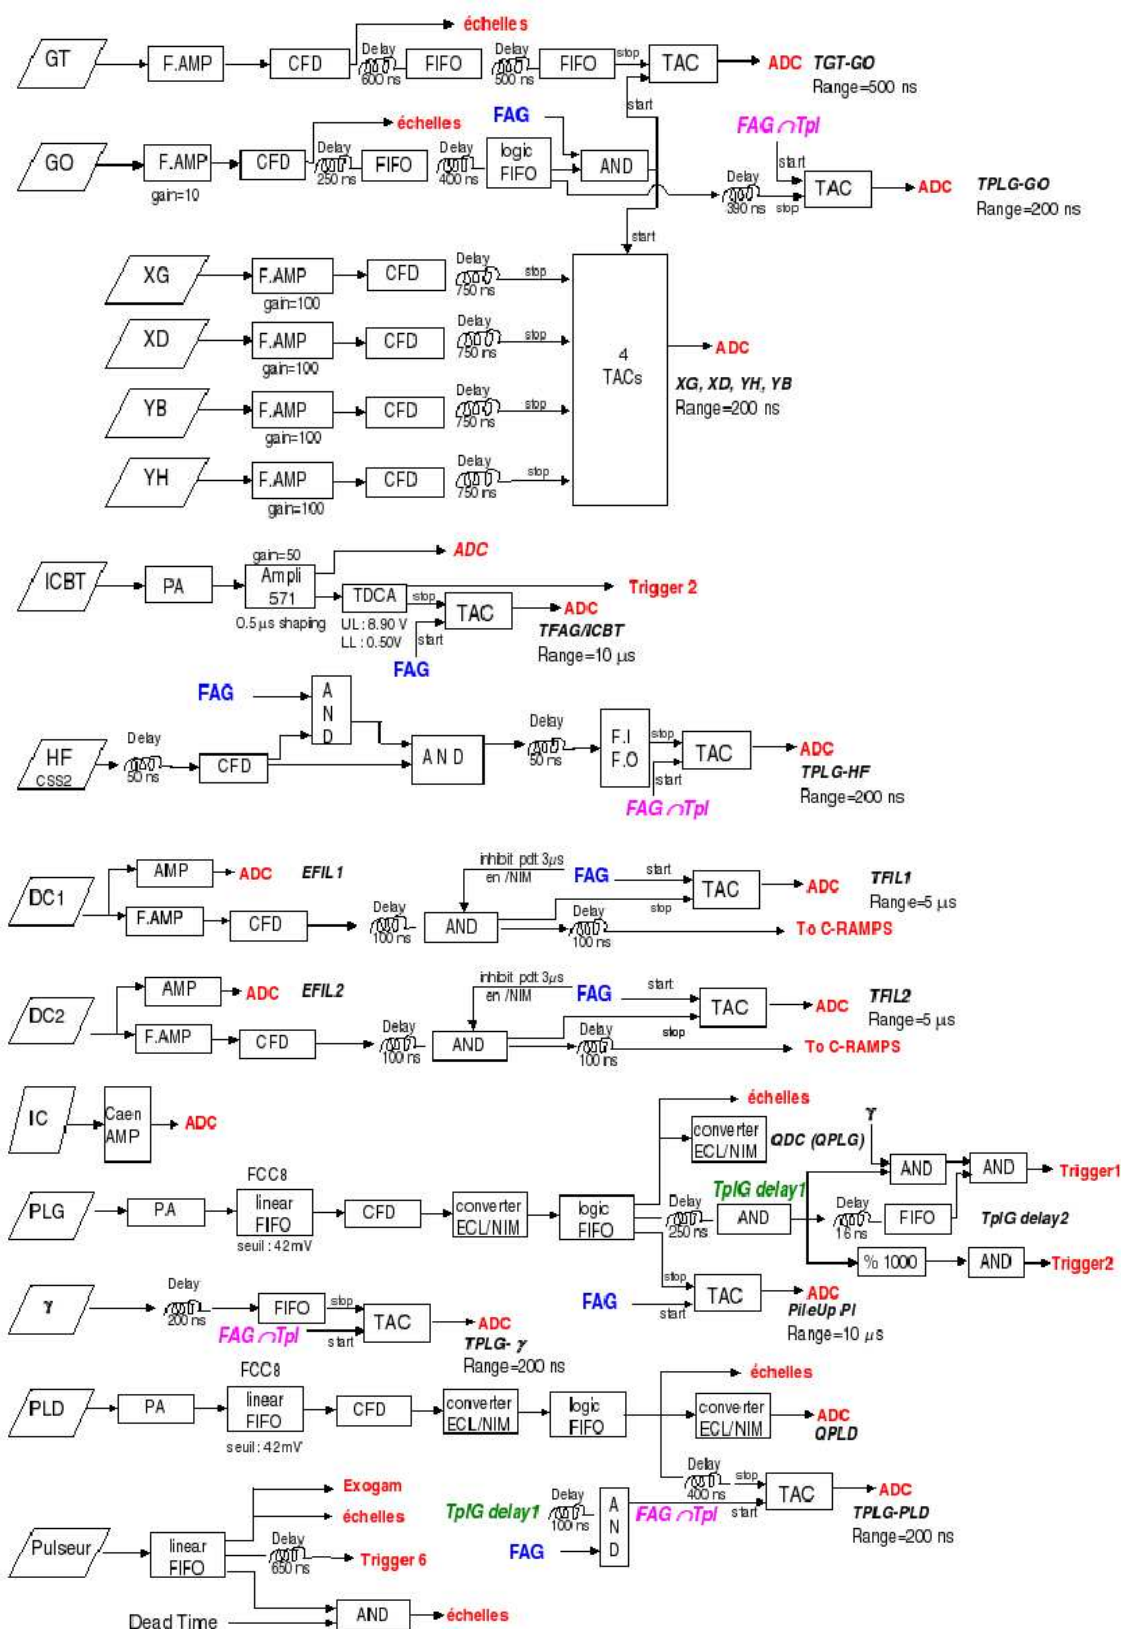 échelles
GT
F.AMP
CFD
Delay
600 ns
FIFO
Delay
500 ns
FIFO
stop
TAC
ADC TGT-GO
Range=500 ns
start
échelles
FAG
FAG ∩Tpl
GO
F.AMP
gain=10
CFD
Delay
250 ns
FIFO
Delay
400 ns
logic
FIFO
AND
Delay
390 ns
start
stop
TAC
ADC
TPLG-GO
Range=200 ns
start
XG
F.AMP
gain=100
CFD
Delay
750 ns
stop
XD
F.AMP
gain=100
CFD
Delay
750 ns
stop
4
TACs
ADC
XG, XD, YH, YB
Range=200 ns
YB
F.AMP
gain=100
CFD
Delay
750 ns
stop
YH
F.AMP
gain=100
CFD
Delay
750 ns
stop
ICBT
PA
gain=50
Ampli
571
0.5 µs shaping
ADC
TDCA
UL : 8.90 V
LL : 0.50V
Trigger 2
stop
start
TAC
ADC
TFAG/ICBT
Range=10 µs
FAG
FAG
A
N
D
HF
CSS2
Delay
50 ns
CFD
AND
Delay
50 ns
F.I
F.O
stop
start
TAC
ADC
TPLG-HF
Range=200 ns
FAG ∩Tpl
DC1
AMP
ADC
EFIL1
F.AMP
CFD
Delay
100 ns
inhibit pdt 3µs
en /NIM
FAG
start
AND
stop
Delay
100 ns
TAC
ADC
TFIL1
Range=5 µs
To C-RAMPS
DC2
AMP
ADC
EFIL2
F.AMP
CFD
Delay
100 ns
inhibit pdt 3µs
en /NIM
FAG
start
AND
stop
Delay
100 ns
TAC
ADC
TFIL2
Range=5 µs
To C-RAMPS
IC
Caen
AMP
ADC
échelles
converter
ECL/NIM
QDC (QPLG)
γ
AND
AND
Trigger1
PLG
PA
FCC8
linear
FIFO
seuil : 42mV
CFD
converter
ECL/NIM
logic
FIFO
TplG delay1
Delay
250 ns
AND
Delay
16 ns
FIFO
TplG delay2
% 1000
AND
Trigger2
stop
FAG
start
TAC
ADC
PileUp Pl
Range=10 µs
γ
Delay
200 ns
FIFO
stop
FAG ∩Tpl
start
TAC
ADC
TPLG- γ
Range=200 ns
PLD
PA
FCC8
linear
FIFO
seuil : 42mV
CFD
converter
ECL/NIM
logic
FIFO
échelles
converter
ECL/NIM
ADC
QPLD
Delay
400 ns
stop
start
TAC
ADC
TPLG-PLD
Range=200 ns
TplG delay1
Delay
100 ns
A
N
D
FAG ∩Tpl
FAG
Pulseur
linear
FIFO
Exogam
échelles
Delay
650 ns
Trigger 6
Dead Time
AND
échelles